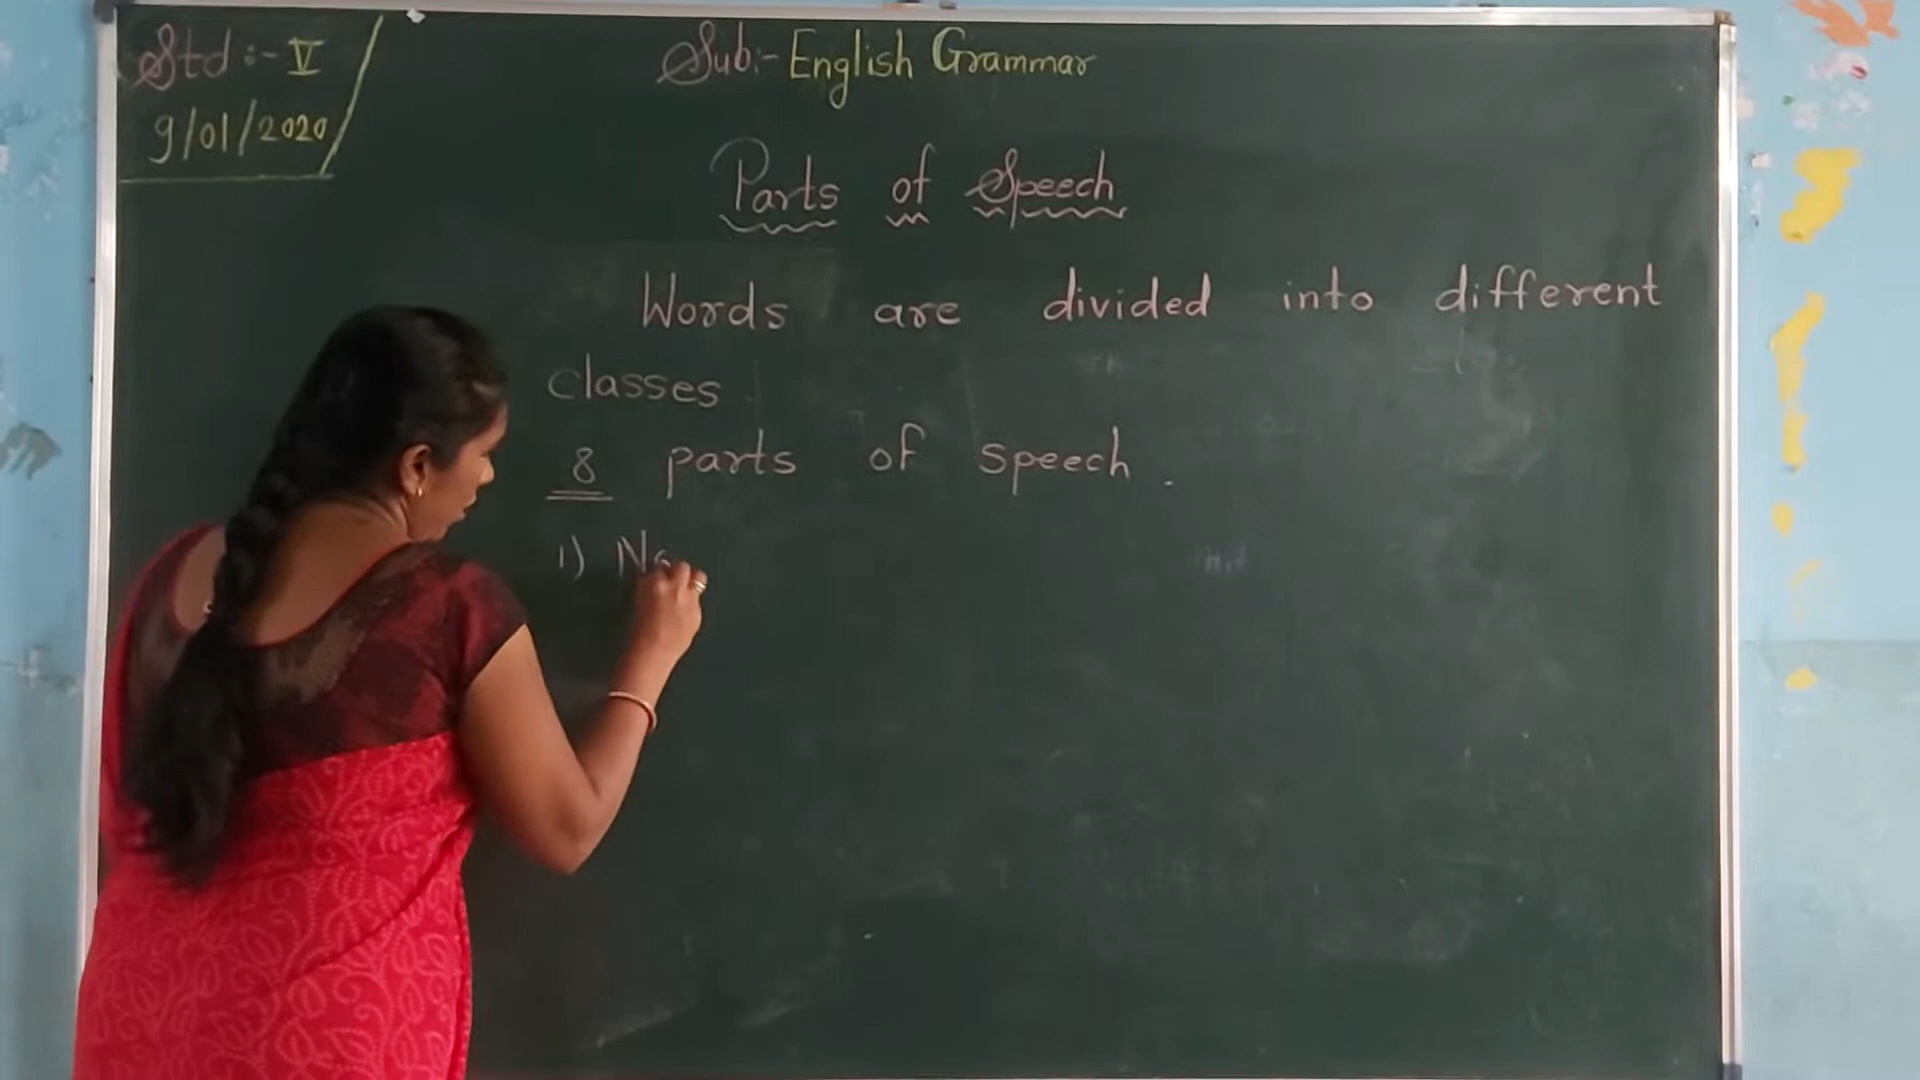 Std :- V
9/01/2020
Sub:- English Grammar
Parts of Speech
Words are divided into different
classes
8 parts of speech .
1) No